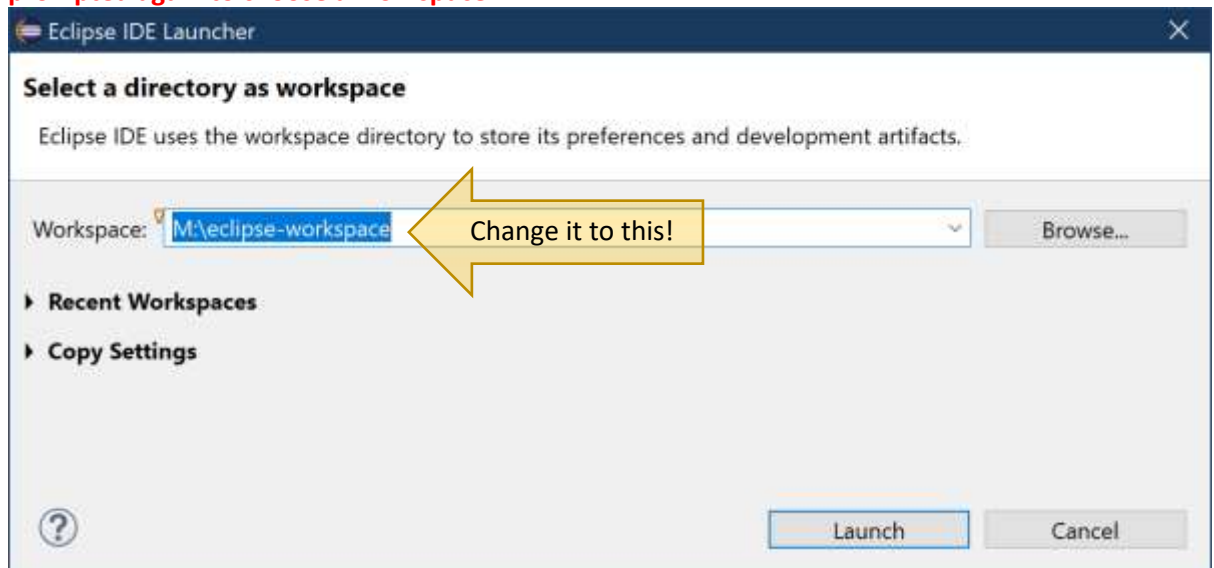 Eclipse IDE Launcher
Select a directory as workspace
Eclipse IDE uses the workspace directory to store its preferences and development artifacts.
Workspace: M:\eclipse-workspace Change it to this! Browse...
Recent Workspaces
Copy Settings
? Launch Cancel